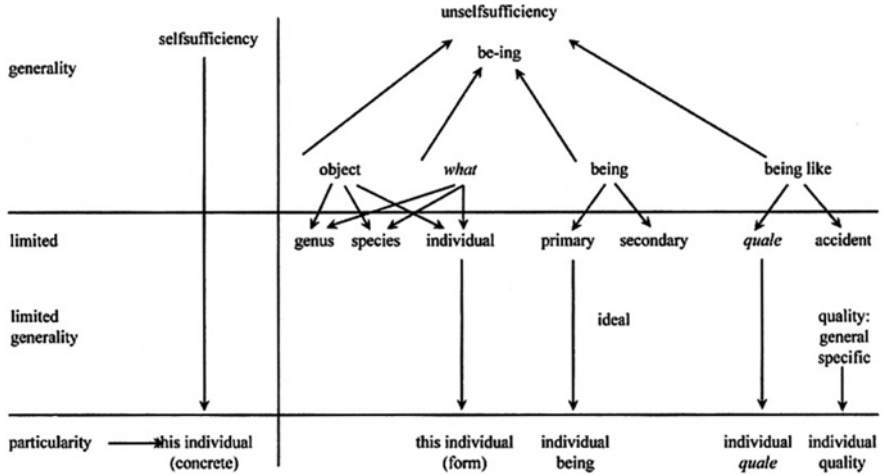 unselfsufficiency
selfsufficiency
be-ing
generality
object what being being like
limited genus species individual primary secondary quale accident
limited ideal quality:
generality general
specific
particularity this individual this individual individual individual individual
(concrete) (form) being quale quality